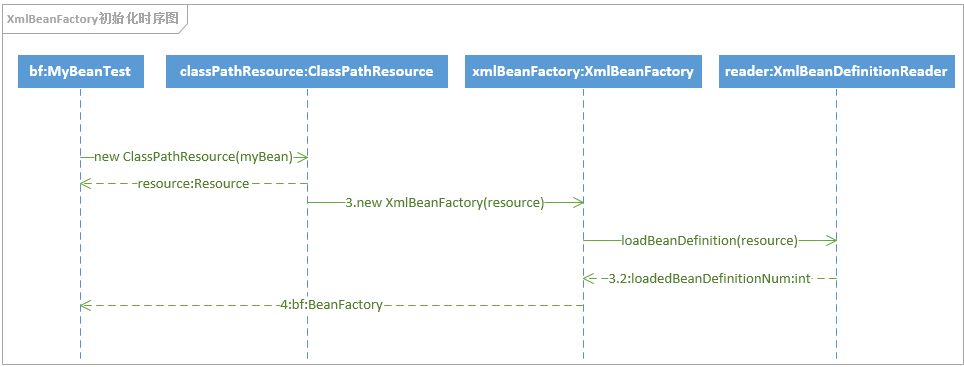 XmlBeanFactory初始化时序图
bf:MyBeanTest
classPathResource:ClassPathResource
xmlBeanFactory:XmlBeanFactory
reader:XmlBeanDefinitionReader
new ClassPathResource(myBean)
resource:Resource
3.new XmlBeanFactory(resource)
loadBeanDefinition(resource)
3.2:loadedBeanDefinitionNum:int
4:bf:BeanFactory